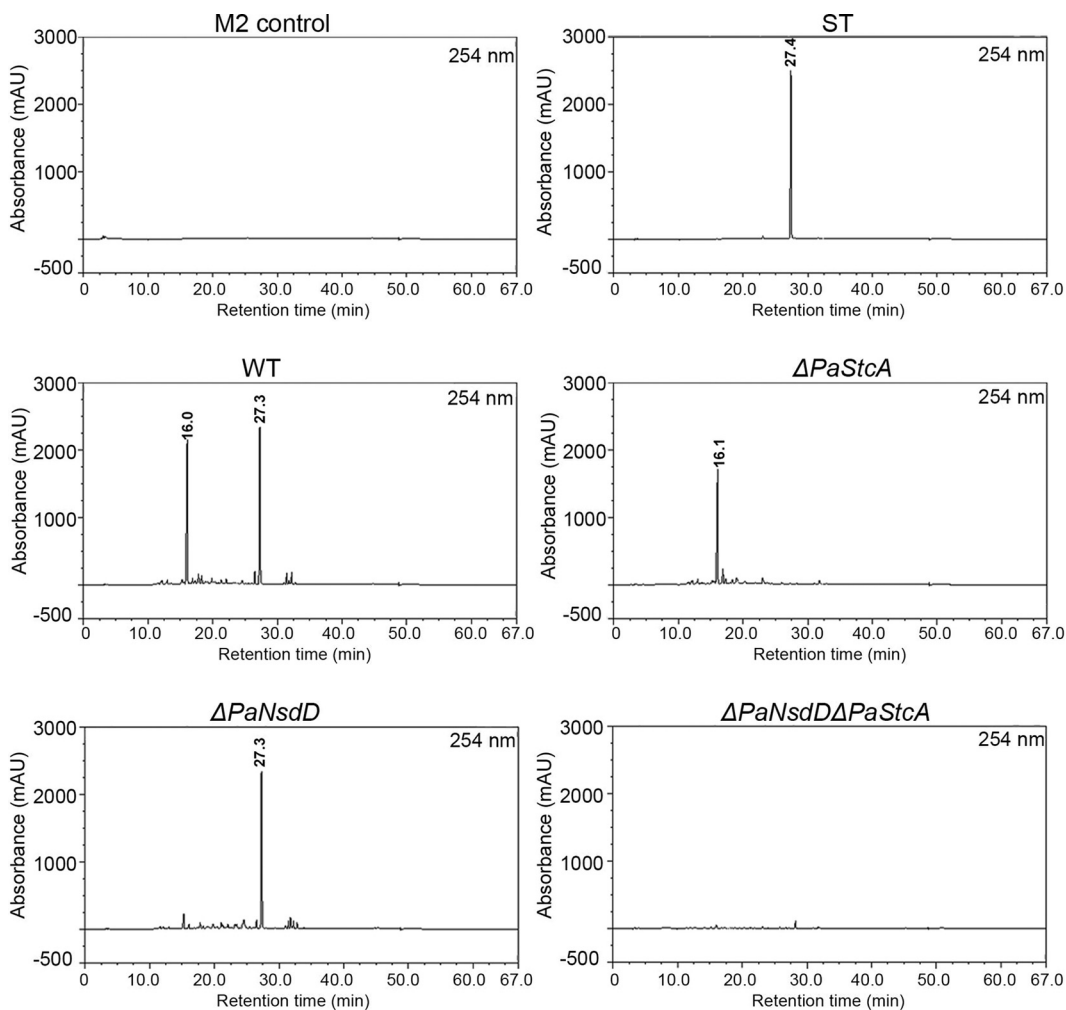 M2 control
3000
254 nm
2000
1000
-500
Absorbance (mAU)
0 10.0 20.0 30.0 40.0 50.0 60.0 67.0
Retention time (min)
ST
3000
27.4
254 nm
2000
1000
-500
Absorbance (mAU)
0 10.0 20.0 30.0 40.0 50.0 60.0 67.0
Retention time (min)
WT
3000
16.0
27.3
254 nm
2000
1000
-500
Absorbance (mAU)
0 10.0 20.0 30.0 40.0 50.0 60.0 67.0
Retention time (min)
ΔPaStcA
3000
16.1
254 nm
2000
1000
-500
Absorbance (mAU)
0 10.0 20.0 30.0 40.0 50.0 60.0 67.0
Retention time (min)
ΔPaNsdD
3000
27.3
254 nm
2000
1000
-500
Absorbance (mAU)
0 10.0 20.0 30.0 40.0 50.0 60.0 67.0
Retention time (min)
ΔPaNsdDΔPaStcA
3000
254 nm
2000
1000
-500
Absorbance (mAU)
0 10.0 20.0 30.0 40.0 50.0 60.0 67.0
Retention time (min)